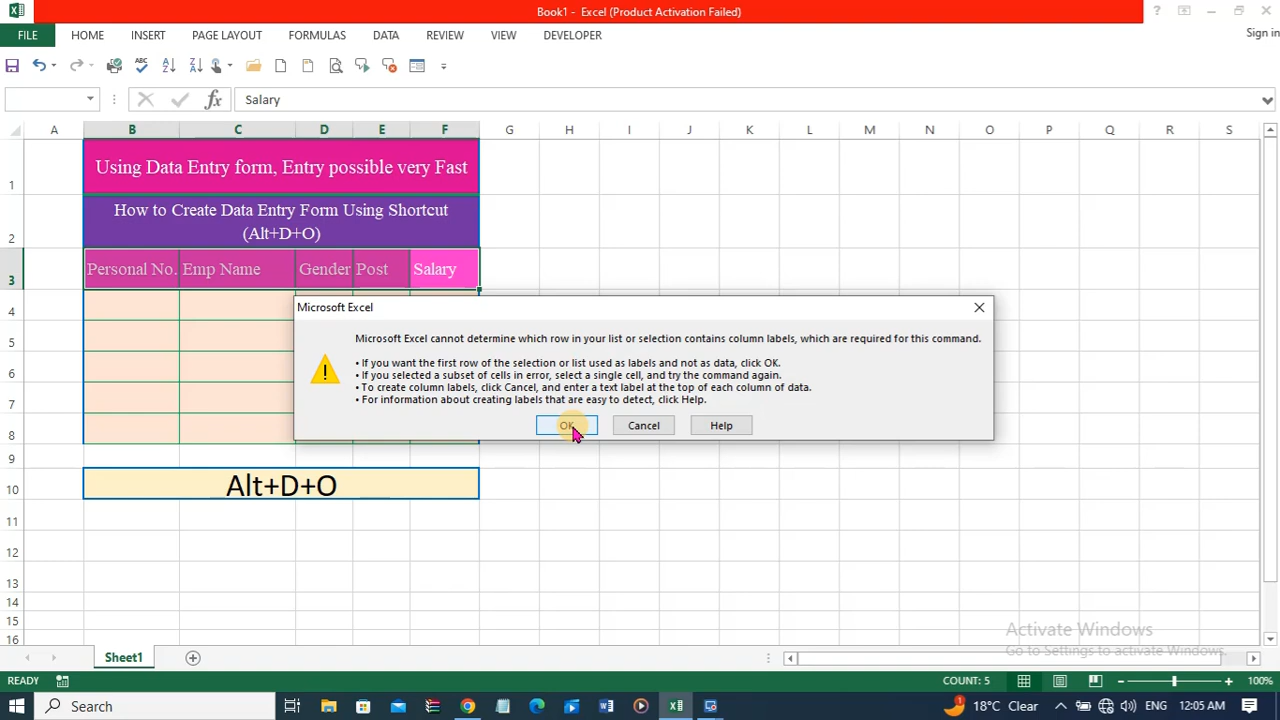 Book1 - Excel (Product Activation Failed)
FILE HOME INSERT PAGE LAYOUT FORMULAS DATA REVIEW VIEW DEVELOPER Sign in
ABC
fx Salary
A B C D E F G H I J K L M N O P Q R S
1 Using Data Entry form, Entry possible very Fast
2 How to Create Data Entry Form Using Shortcut
(Alt+D+O)
3 Personal No. Emp Name Gender Post Salary
4
5
6
7
8
9
10 Alt+D+O
11
12
13
14
15
16
Microsoft Excel
Microsoft Excel cannot determine which row in your list or selection contains column labels, which are required for this command.
• If you want the first row of the selection or list used as labels and not as data, click OK.
• If you selected a subset of cells in error, select a single cell, and try the command again.
• To create column labels, click Cancel, and enter a text label at the top of each column of data.
• For information about creating labels that are easy to detect, click Help.
OK Cancel Help
Activate Windows
Go to Settings to activate Windows.
Sheet1
READY COUNT: 5 100%
Search 18°C Clear ENG 12:05 AM